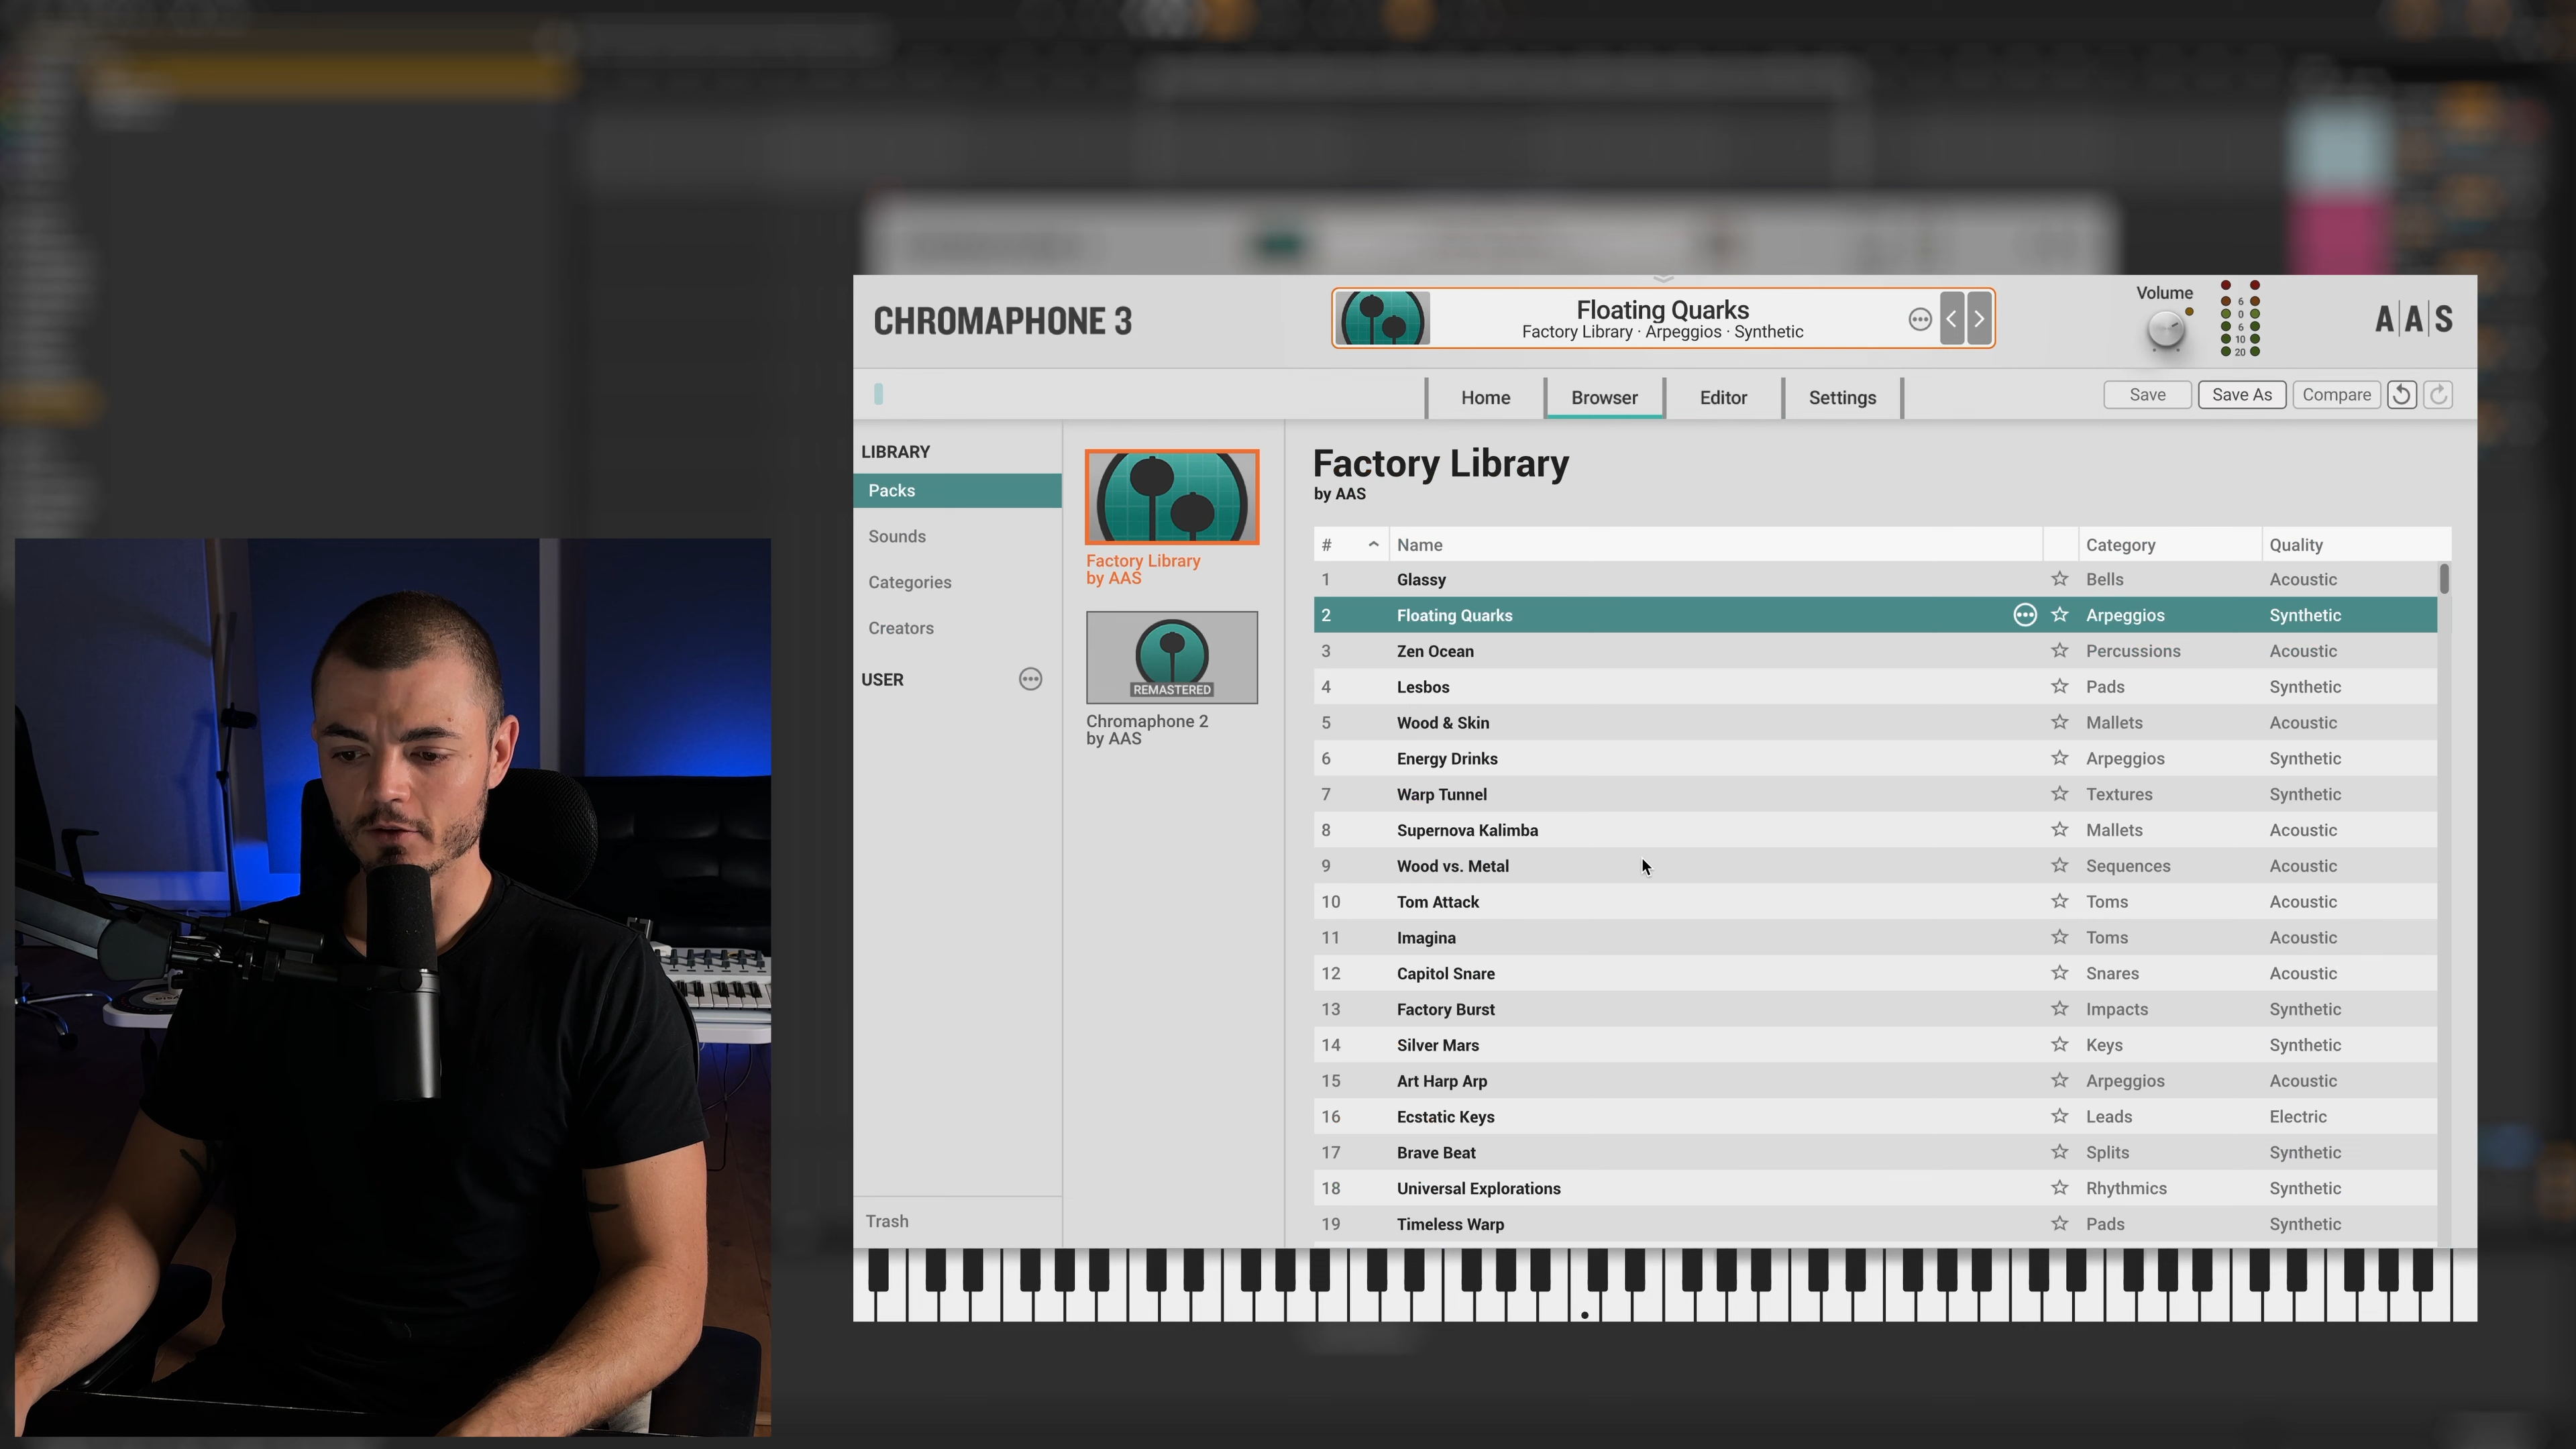 CHROMAPHONE 3
Floating Quarks
Factory Library · Arpeggios · Synthetic
Volume
6
0
6
10
20
A|A|S
Home
Browser
Editor
Settings
Save
Save As
Compare
LIBRARY
Packs
Sounds
Categories
Creators
USER
Trash
Factory Library
by AAS
REMASTERED
Chromaphone 2
by AAS
Factory Library
by AAS
# Name Category Quality
1 Glassy Bells Acoustic
2 Floating Quarks Arpeggios Synthetic
3 Zen Ocean Percussions Acoustic
4 Lesbos Pads Synthetic
5 Wood & Skin Mallets Acoustic
6 Energy Drinks Arpeggios Synthetic
7 Warp Tunnel Textures Synthetic
8 Supernova Kalimba Mallets Acoustic
9 Wood vs. Metal Sequences Acoustic
10 Tom Attack Toms Acoustic
11 Imagina Toms Acoustic
12 Capitol Snare Snares Acoustic
13 Factory Burst Impacts Synthetic
14 Silver Mars Keys Synthetic
15 Art Harp Arp Arpeggios Acoustic
16 Ecstatic Keys Leads Electric
17 Brave Beat Splits Synthetic
18 Universal Explorations Rhythmics Synthetic
19 Timeless Warp Pads Synthetic